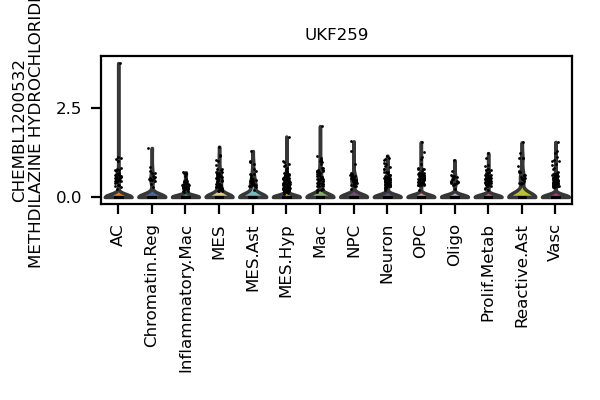 UKF259
CHEMBL1200532
METHDILAZINE HYDROCHLORIDE
2.5
0.0
AC
Chromatin.Reg
Inflammatory.Mac
MES
MES.Ast
MES.Hyp
Mac
NPC
Neuron
OPC
Oligo
Prolif.Metab
Reactive.Ast
Vasc